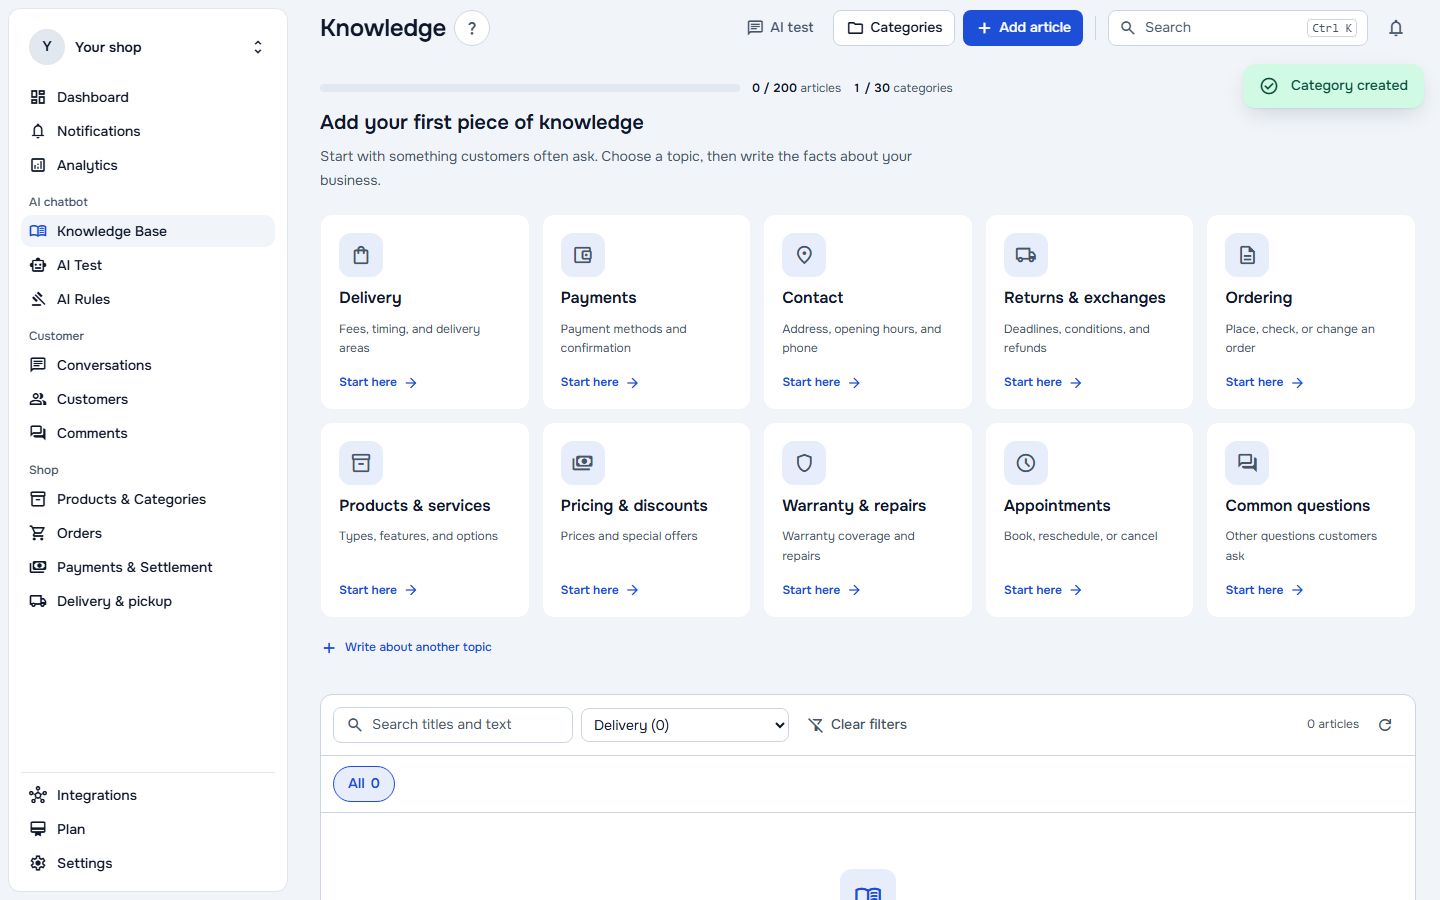 Y
Your shop
Dashboard
Notifications
Analytics
AI chatbot
Knowledge Base
AI Test
AI Rules
Customer
Conversations
Customers
Comments
Shop
Products & Categories
Orders
Payments & Settlement
Delivery & pickup
Integrations
Plan
Settings
Knowledge
?
AI test
Categories
Add article
Search
Ctrl K
0 / 200 articles 1 / 30 categories
Category created
Add your first piece of knowledge
Start with something customers often ask. Choose a topic, then write the facts about your
business.
Delivery
Fees, timing, and delivery
areas
Start here
Payments
Payment methods and
confirmation
Start here
Contact
Address, opening hours, and
phone
Start here
Returns & exchanges
Deadlines, conditions, and
refunds
Start here
Ordering
Place, check, or change an
order
Start here
Products & services
Types, features, and options
Start here
Pricing & discounts
Prices and special offers
Start here
Warranty & repairs
Warranty coverage and
repairs
Start here
Appointments
Book, reschedule, or cancel
Start here
Common questions
Other questions customers
ask
Start here
Write about another topic
Search titles and text
Delivery (0)
Clear filters
0 articles
All 0